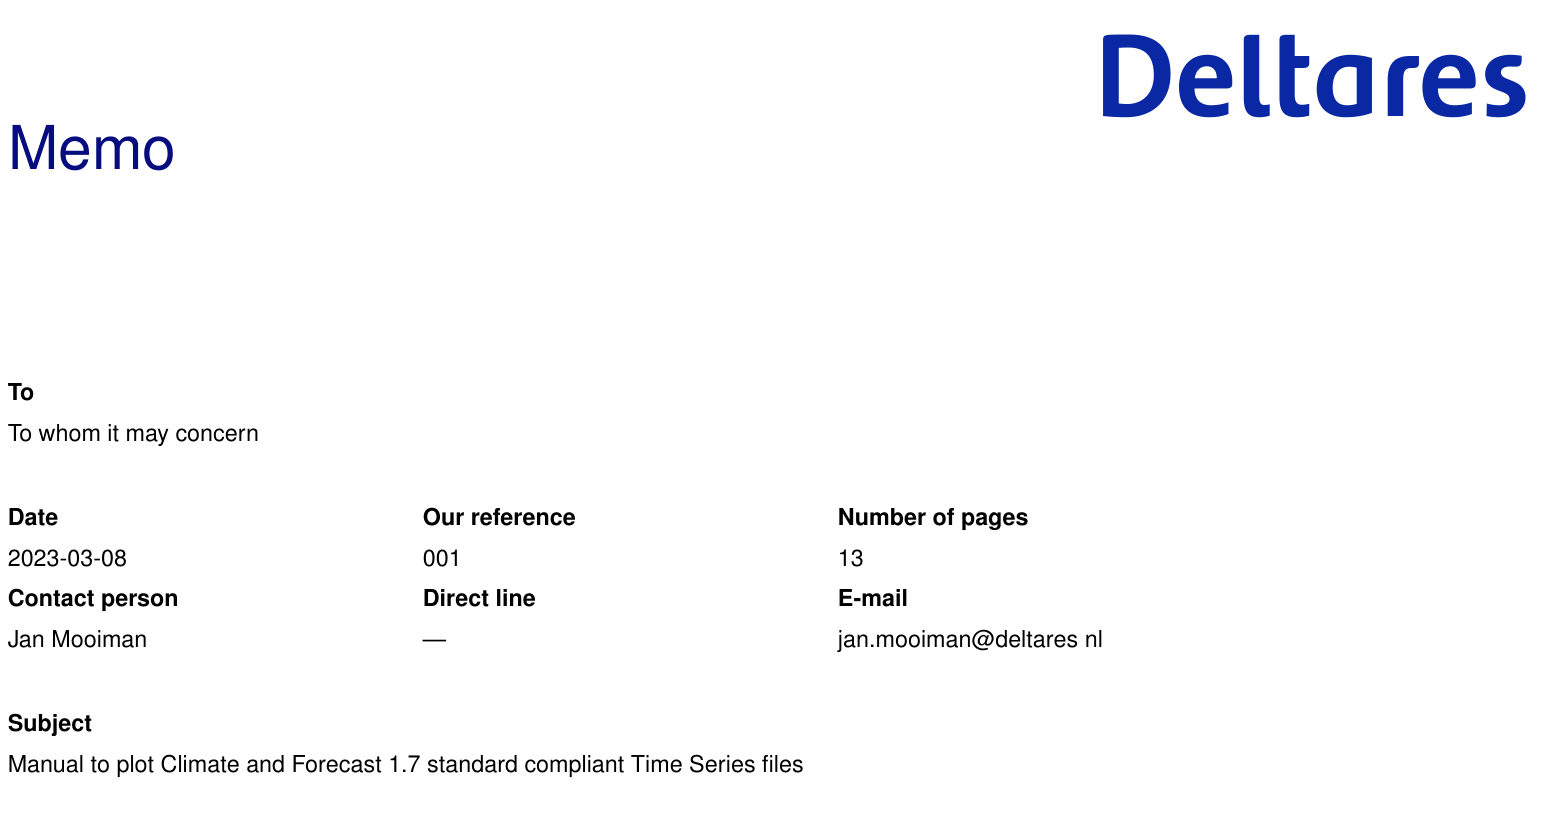 Deltares
Memo
To
To whom it may concern
Date Our reference Number of pages
2023-03-08 001 13
Contact person Direct line E-mail
Jan Mooiman — jan.mooiman@deltares nl
Subject
Manual to plot Climate and Forecast 1.7 standard compliant Time Series files